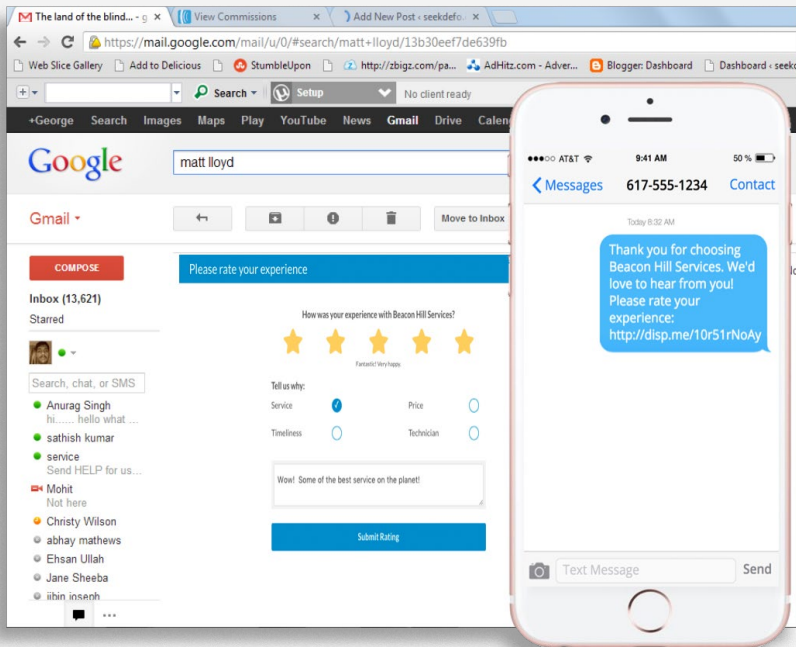 The land of the blind... - g
View Commissions
Add New Post ‹ seekdefo
https://mail.google.com/mail/u/0/#search/matt+lloyd/13b30eef7de639fb
Web Slice Gallery Add to Delicious StumbleUpon http://zbigz.com/pa... AdHitz.com - Adver... Blogger: Dashboard Dashboard ‹ seekd
Search Setup No client ready
+George Search Images Maps Play YouTube News Gmail Drive Calen
Google
matt lloyd
Gmail
Move to Inbox
COMPOSE
Inbox (13,621)
Starred
Search, chat, or SMS
Anurag Singh
hi...... hello what ...
sathish kumar
service
Send HELP for us...
Mohit
Not here
Christy Wilson
abhay mathews
Ehsan Ullah
Jane Sheeba
jibin joseph
Please rate your experience
How was your experience with Beacon Hill Services?
Fantastic! Very happy.
Tell us why:
Service Price
Timeliness Technician
Wow! Some of the best service on the planet!
Submit Rating
AT&T 9:41 AM 50 %
Messages 617-555-1234 Contact
Today 8:32 AM
Thank you for choosing
Beacon Hill Services. We'd
love to hear from you!
Please rate your
experience:
http://disp.me/10r51rNoAy
Text Message Send